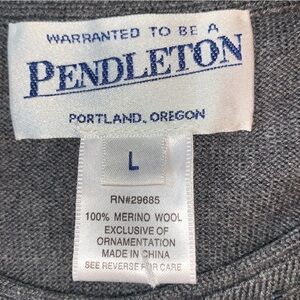 WARRANTED TO BE A
PENDLETON
PORTLAND, OREGON
L
RN#29685
100% MERINO WOOL
EXCLUSIVE OF
ORNAMENTATION
MADE IN CHINA
SEE REVERSE FOR CARE